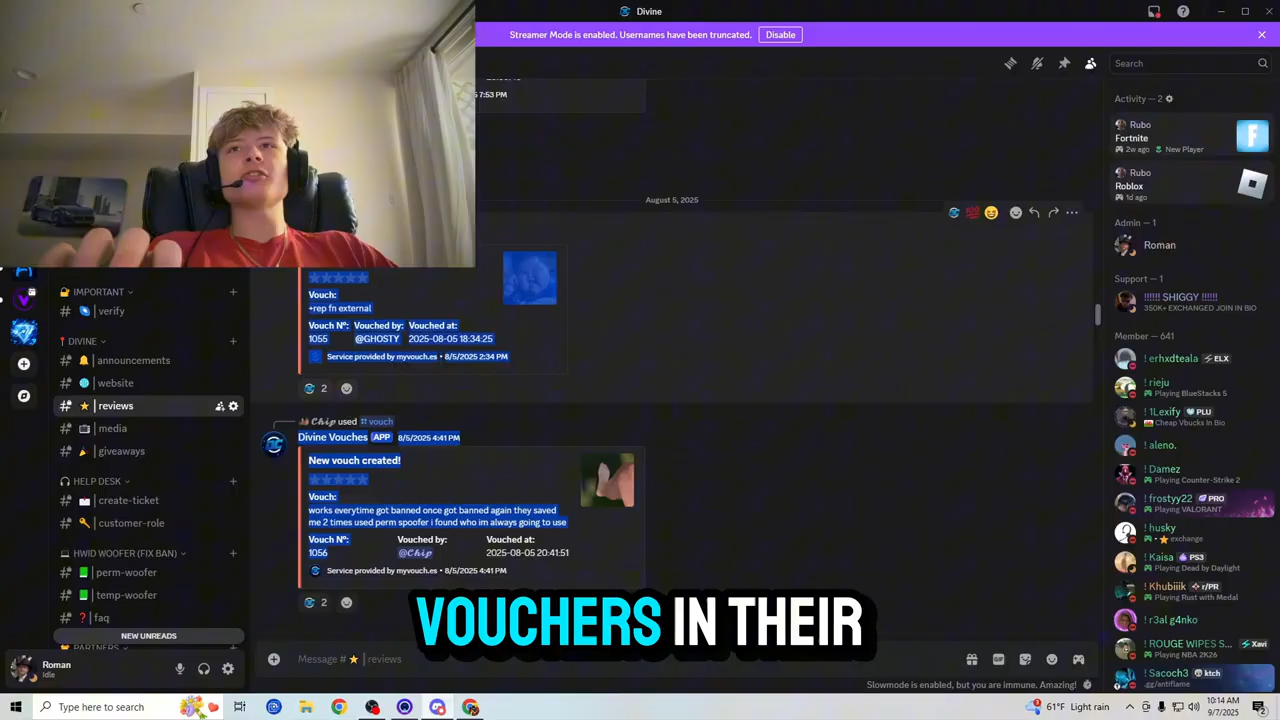 Divine
Streamer Mode is enabled. Usernames have been truncated.
Disable
Search
7:53 PM
Activity — 2
Rubo
Fortnite
2w ago New Player
Rubo
Roblox
1d ago
August 5, 2025
Admin — 1
Roman
Support — 1
!!!!!! SHIGGY !!!!!!
350K+ EXCHANGED JOIN IN BIO
Member — 641
! erhxdteala ELX
! rieju
Playing BlueStacks 5
! 1Lexify PLU
Cheap Vbucks In Bio
! aleno.
! Damez
Playing Counter-Strike 2
! frostyy22 PRO
Playing VALORANT
! husky
exchange
! Kaisa PS3
Playing Dead by Daylight
! Khubiiik r/PR
Playing Rust with Medal
! r3al g4nko
! ROUGE WIPES S... Xavi
Playing NBA 2K26
! Sacoch3 ktch
.gg/antiflame
IMPORTANT
verify
DIVINE
announcements
website
reviews
media
giveaways
HELP DESK
create-ticket
customer-role
HWID WOOFER (FIX BAN)
perm-woofer
temp-woofer
faq
NEW UNREADS
Roman
Idle
Vouch:
+rep fn external
Vouch Nº: Vouched by: Vouched at:
1055 @GHOSTY 2025-08-05 18:34:25
Service provided by myvouch.es • 8/5/2025 2:34 PM
2
Chip used vouch
Divine Vouches APP 8/5/2025 4:41 PM
New vouch created!
Vouch:
works everytime got banned once got banned again they saved
me 2 times used perm spoofer i found who im always going to use
Vouch Nº: Vouched by: Vouched at:
1056 @Chip 2025-08-05 20:41:51
Service provided by myvouch.es • 8/5/2025 4:41 PM
2
VOUCHERS IN THEIR
Message # | reviews
GIF
Slowmode is enabled, but you are immune. Amazing!
Type here to search
61°F Light rain
10:14 AM
9/7/2025